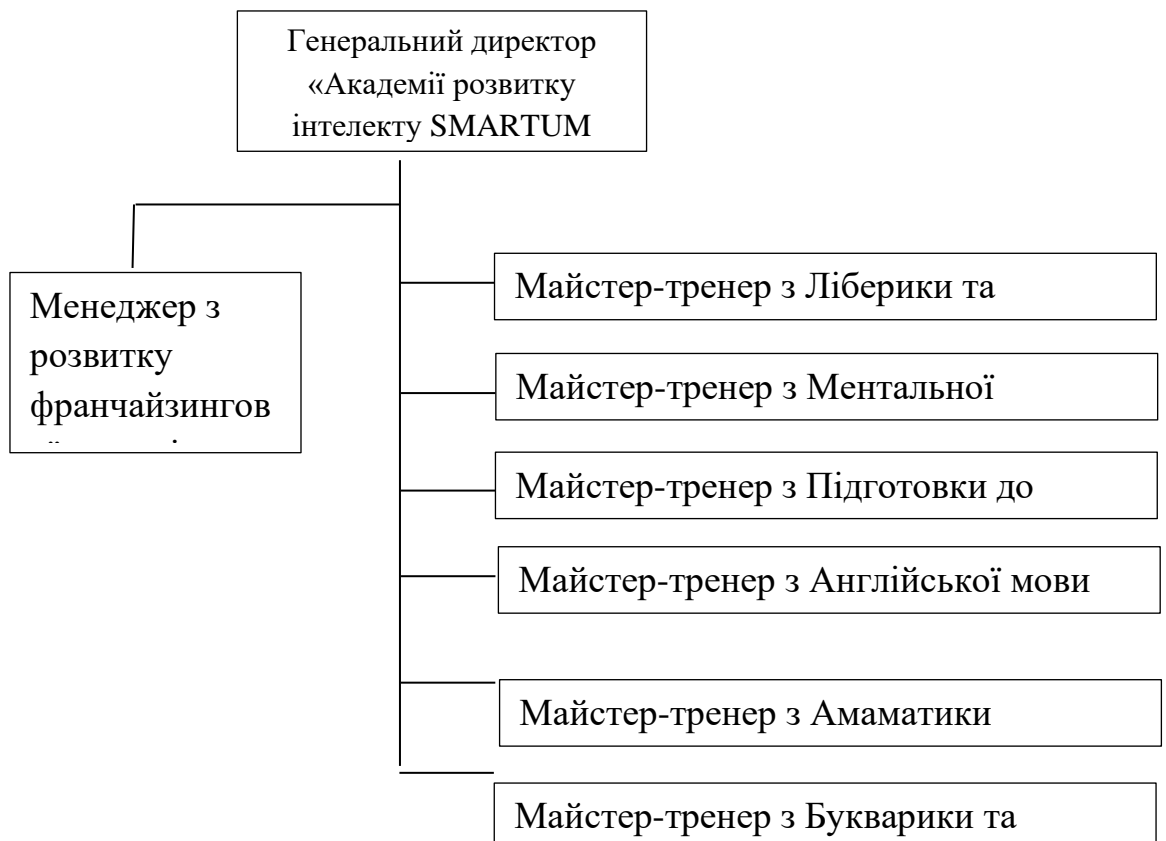 Генеральний директор
«Академії розвитку
інтелекту SMARTUM
Менеджер з
розвитку
франчайзингов
Майстер-тренер з Ліберики та
Майстер-тренер з Ментальної
Майстер-тренер з Підготовки до
Майстер-тренер з Англійської мови
Майстер-тренер з Амаматики
Майстер-тренер з Букварики та